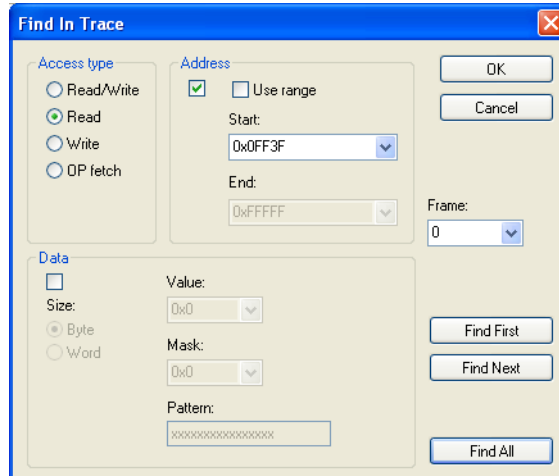 Find In Trace
Access type
Read/Write
Read
Write
OP fetch
Address
Use range
Start:
0x0FF3F
End:
0xFFFFF
OK
Cancel
Frame:
0
Data
Size:
Byte
Word
Value:
0x0
Mask:
0x0
Pattern:
xxxxxxxxxxxxxxxx
Find First
Find Next
Find All